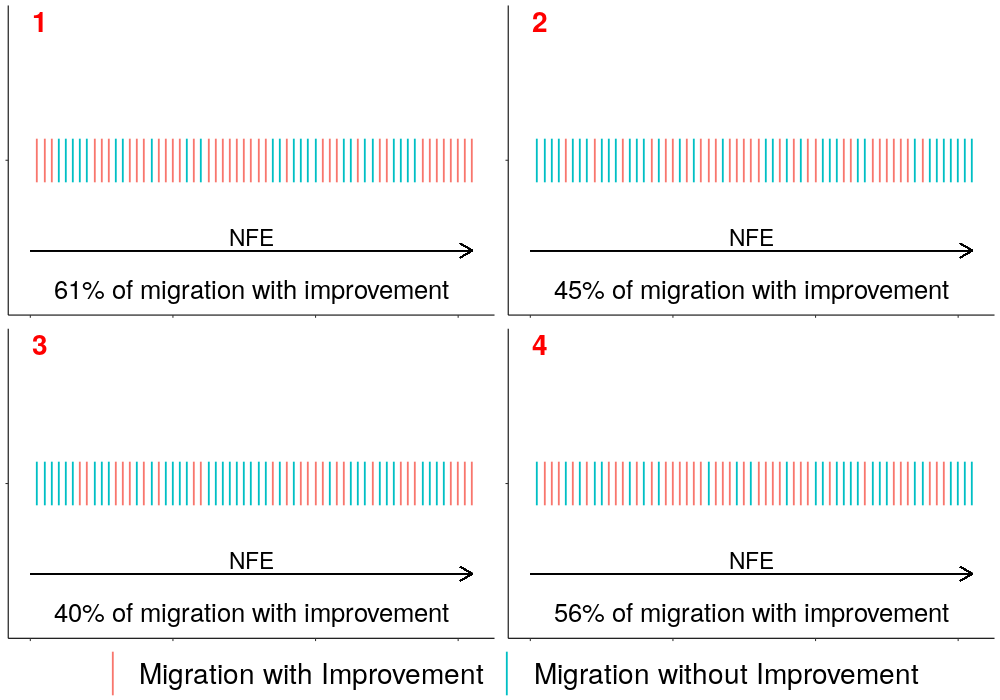 1
NFE
61% of migration with improvement
2
NFE
45% of migration with improvement
3
NFE
40% of migration with improvement
4
NFE
56% of migration with improvement
Migration with Improvement
Migration without Improvement